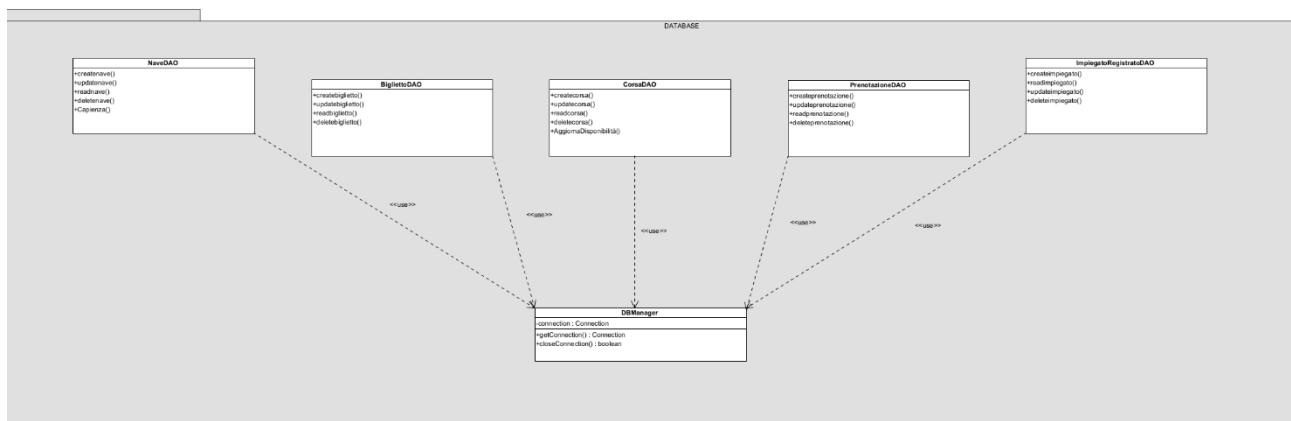 DATABASE
NaveDAO
+createnave()
+updatenave()
+readnave()
+deletenave()
+Capienza()
BigliettoDAO
+createbiglietto()
+updatebiglietto()
+readbiglietto()
+deletebiglietto()
CorsaDAO
+createcorsa()
+updatecorsa()
+readcorsa()
+deletecorsa()
+AggiornaDisponibilità()
PrenotazioneDAO
+createprenotazione()
+updateprenotazione()
+readprenotazione()
+deleteprenotazione()
ImpiegatoRegistratoDAO
+createimpiegato()
+readimpiegato()
+updateimpiegato()
+deleteimpiegato()
<<use>>
<<use>>
<<use>>
<<use>>
<<use>>
DBManager
-connection : Connection
+getConnection() : Connection
+closeConnection() : boolean